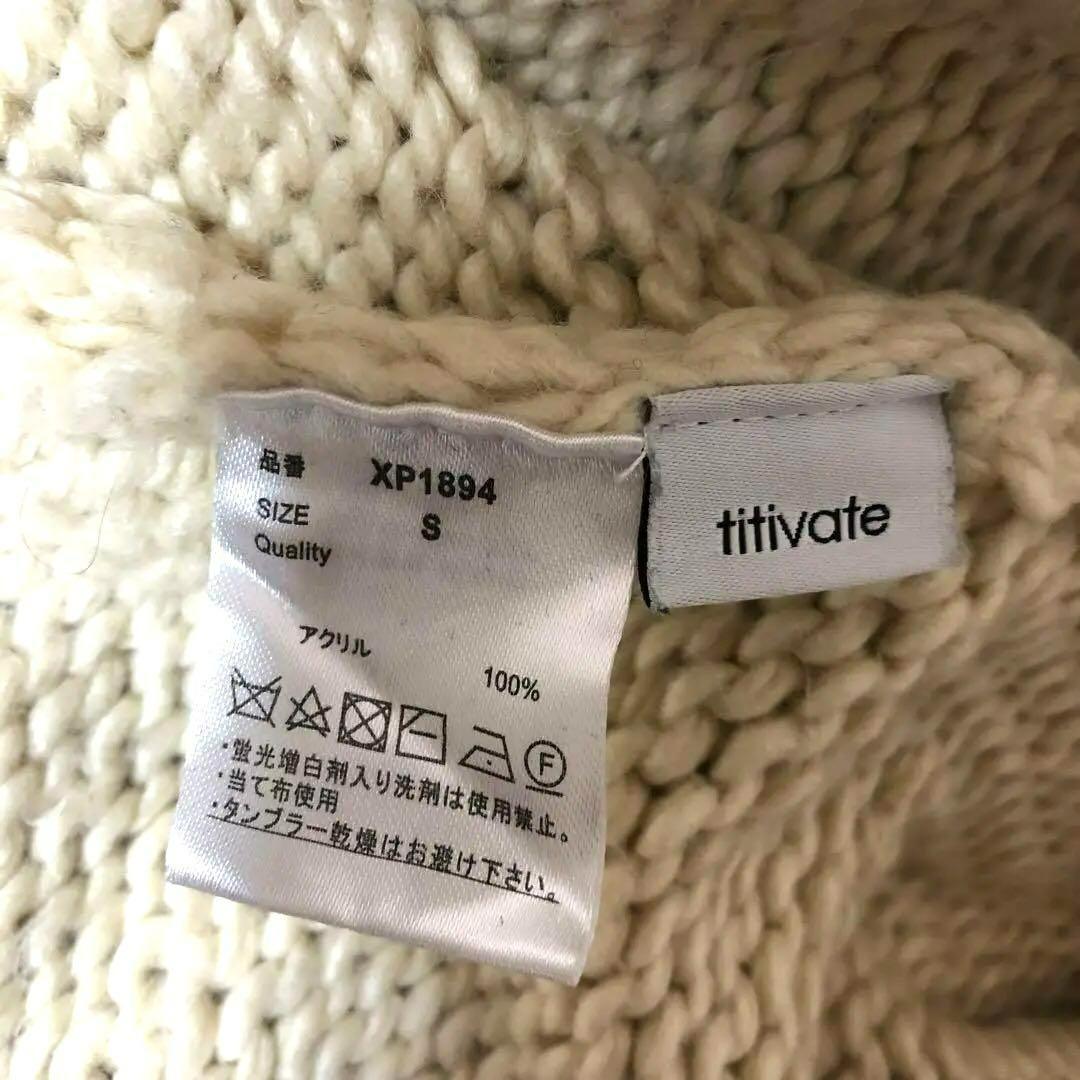 品番 XP1894
SIZE S
Quality
アクリル
100%
F
・蛍光増白剤入り洗剤は使用禁止。
・当て布使用
・タンブラー乾燥はお避け下さい。
titivate